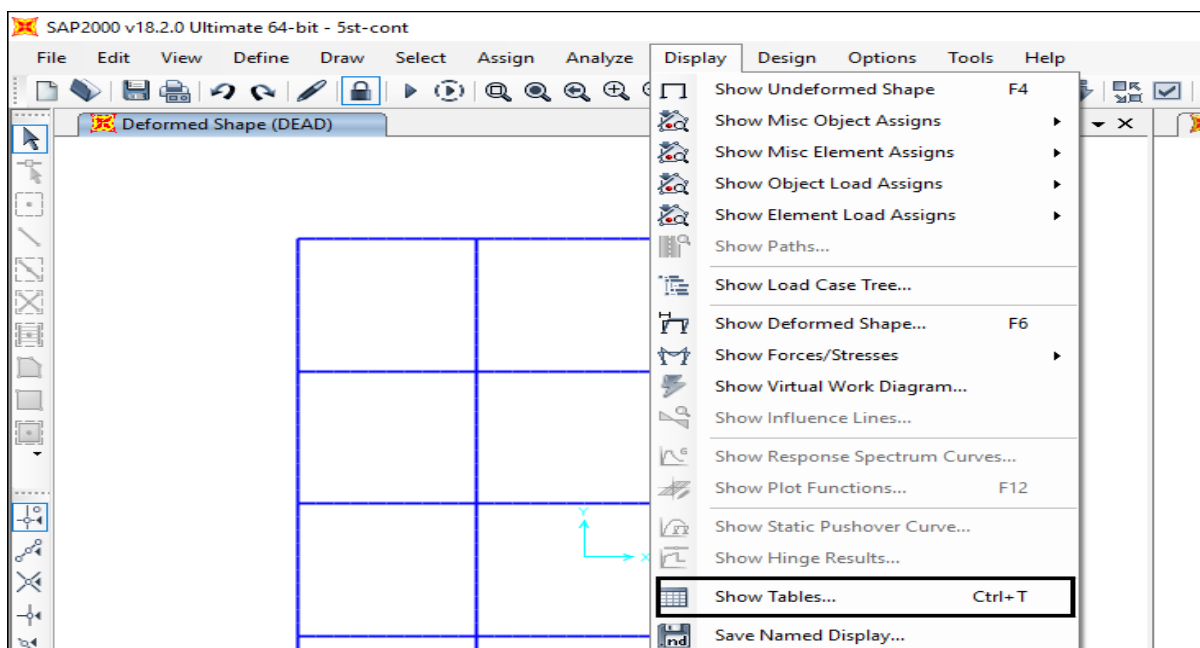 SAP2000 v18.2.0 Ultimate 64-bit - 5st-cont
File Edit View Define Draw Select Assign Analyze Display Design Options Tools Help
Deformed Shape (DEAD)
Show Undeformed Shape F4
Show Misc Object Assigns
Show Misc Element Assigns
Show Object Load Assigns
Show Element Load Assigns
Show Paths...
Show Load Case Tree...
Show Deformed Shape... F6
Show Forces/Stresses
Show Virtual Work Diagram...
Show Influence Lines...
Show Response Spectrum Curves...
Show Plot Functions... F12
Y
X
Show Static Pushover Curve...
Show Hinge Results...
Show Tables... Ctrl+T
Save Named Display...
.nd